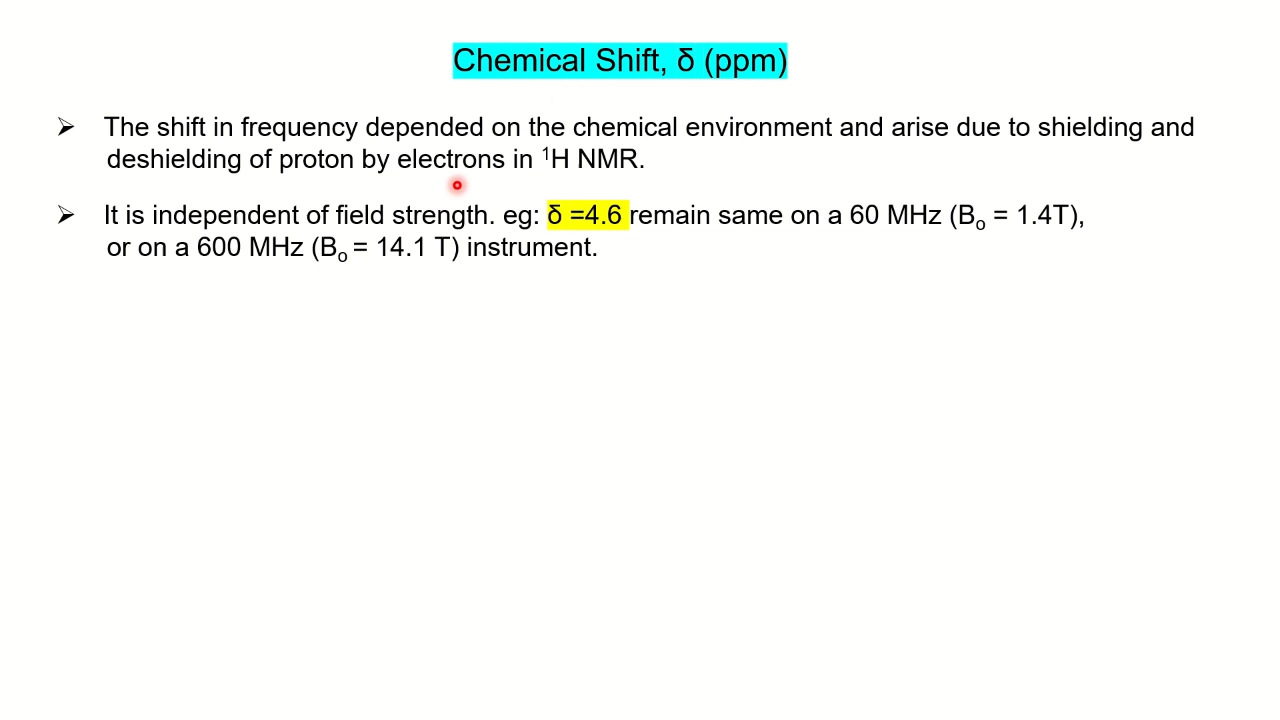 Chemical Shift, δ (ppm)
➢ The shift in frequency depended on the chemical environment and arise due to shielding and
deshielding of proton by electrons in ¹H NMR.
➢ It is independent of field strength. eg: δ =4.6 remain same on a 60 MHz (Bₒ = 1.4T),
or on a 600 MHz (Bₒ = 14.1 T) instrument.